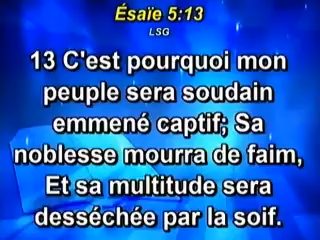 Ésaïe 5:13
LSG
13 C'est pourquoi mon
peuple sera soudain
emmené captif; Sa
noblesse mourra de faim,
Et sa multitude sera
desséchée par la soif.